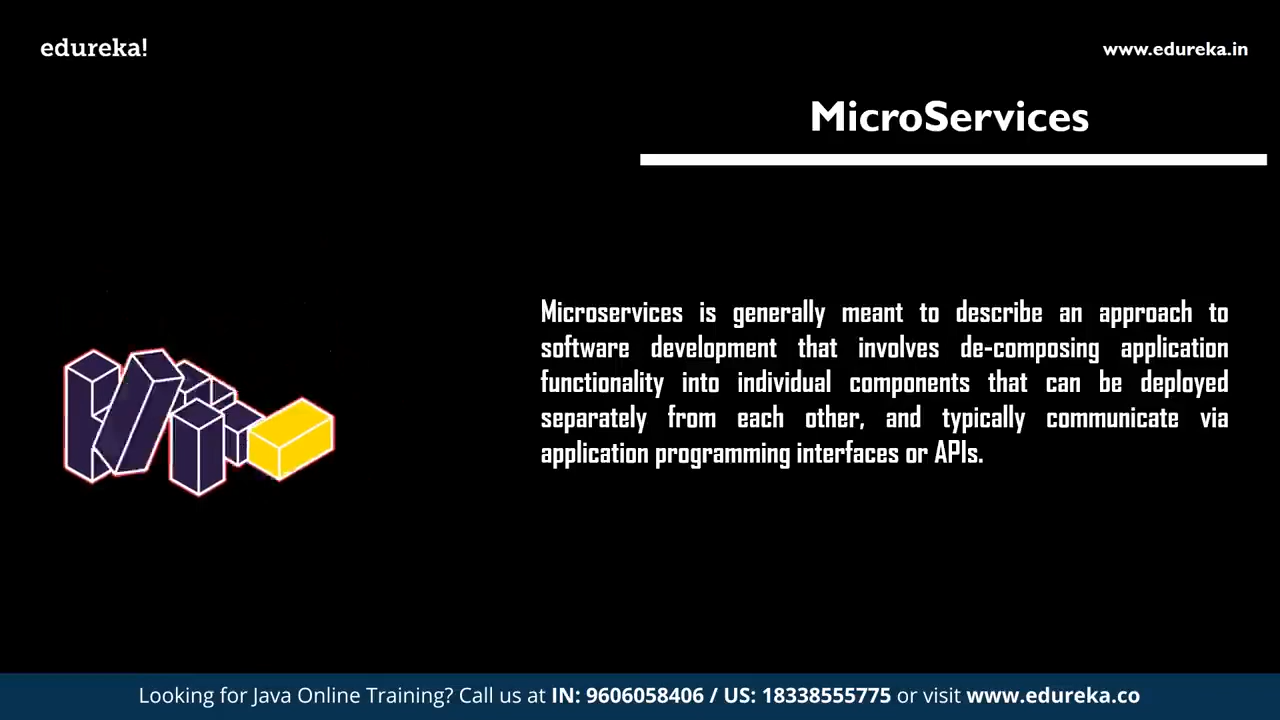 edureka!
www.edureka.in
MicroServices
Microservices is generally meant to describe an approach to
software development that involves de-composing application
functionality into individual components that can be deployed
separately from each other, and typically communicate via
application programming interfaces or APIs.
Looking for Java Online Training? Call us at IN: 9606058406 / US: 18338555775 or visit www.edureka.co